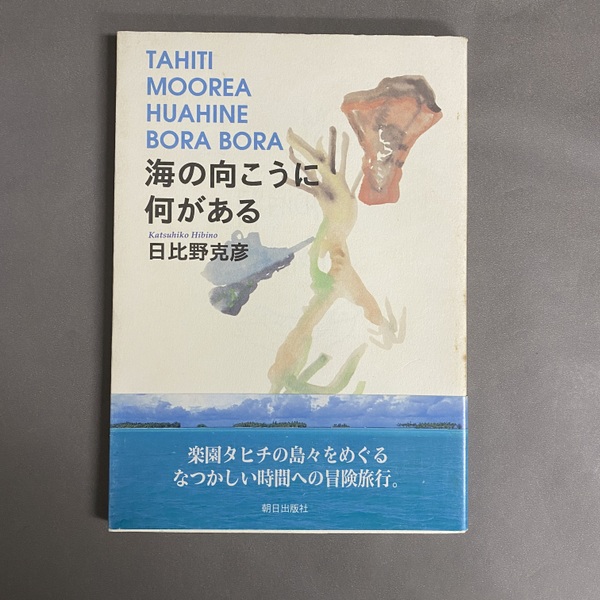 TAHITI
MOOREA
HUAHINE
BORA BORA
海の向こうに
何がある
Katsuhiko Hibino
日比野克彦
楽園タヒチの島々をめぐる
なつかしい時間への冒険旅行。
朝日出版社